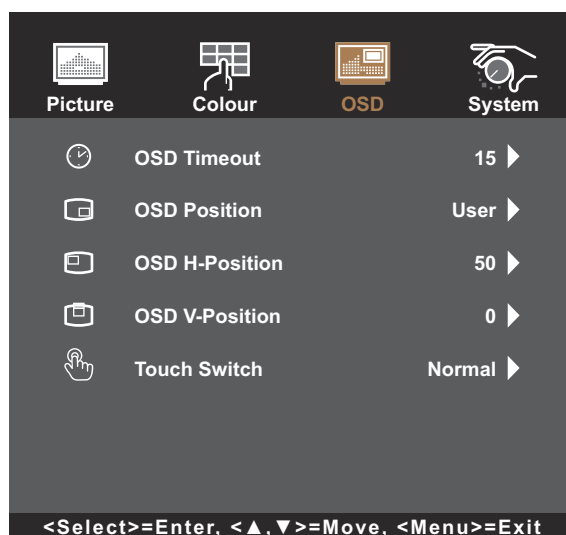 Picture Colour OSD System
OSD Timeout 15
OSD Position User
OSD H-Position 50
OSD V-Position 0
Touch Switch Normal
<Select>=Enter, <▲,▼>=Move, <Menu>=Exit